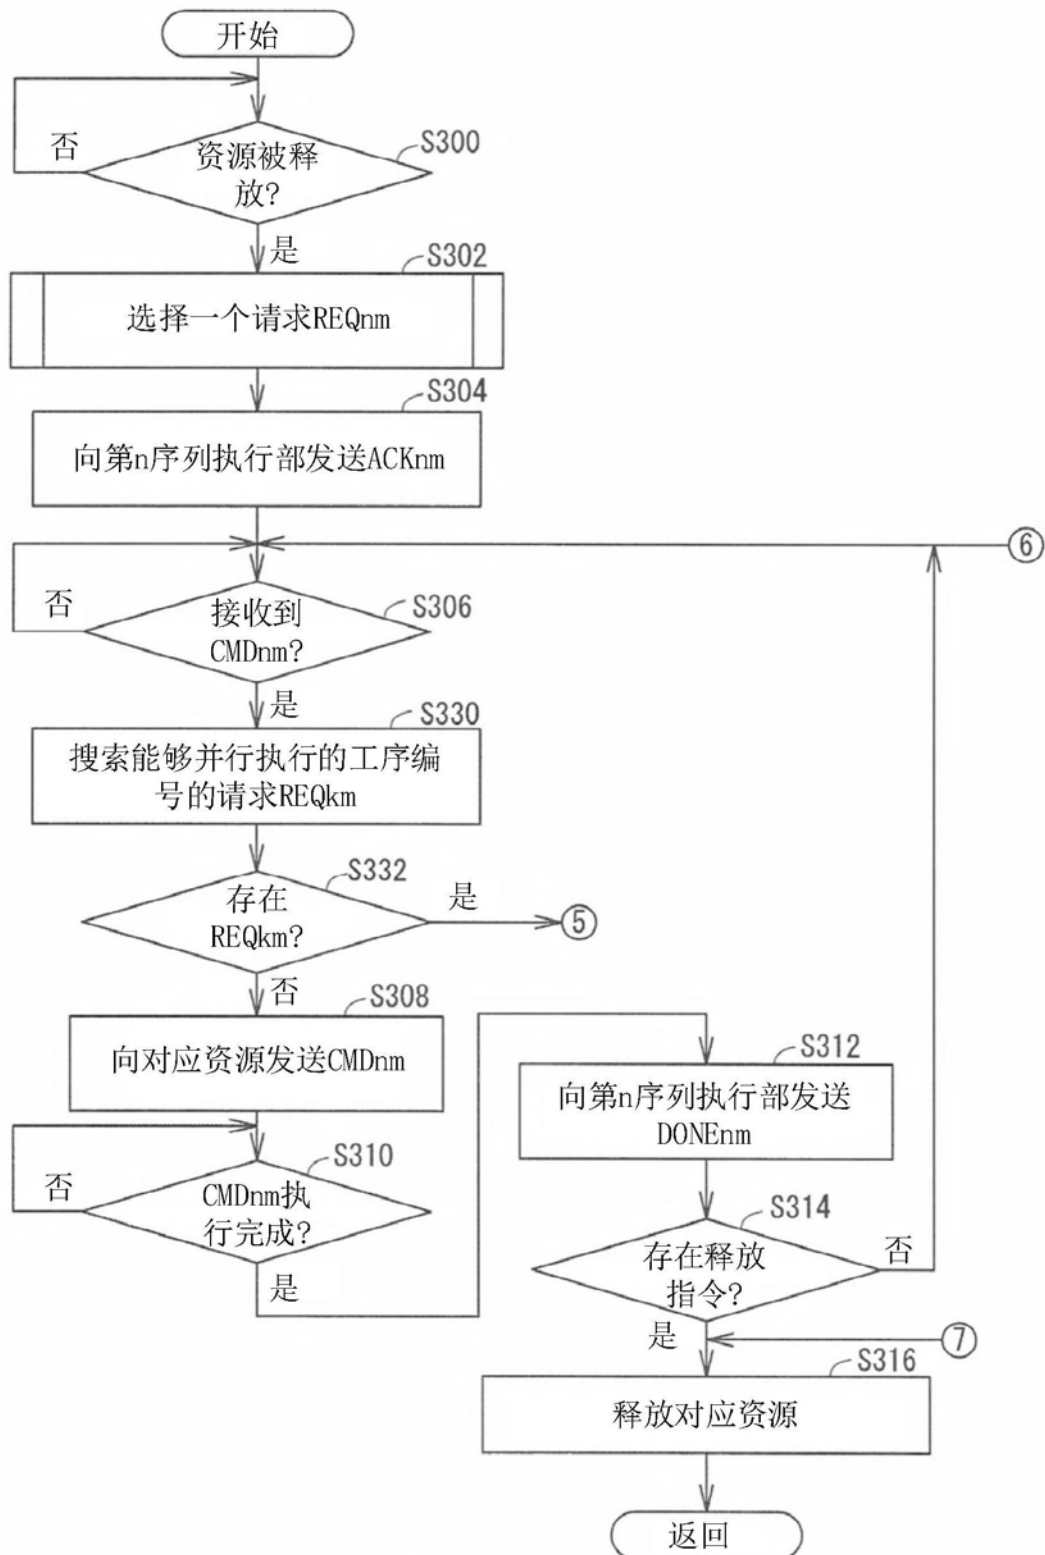 开始
否
资源被释
放?
S300
是
S302
选择一个请求REQnm
S304
向第n序列执行部发送ACKnm
⑥
否
接收到
CMDnm?
S306
是
S330
搜索能够并行执行的工序编
号的请求REQkm
S332
存在
REQkm?
是
⑤
否
S308
向对应资源发送CMDnm
否
CMDnm执
行完成?
S310
是
S312
向第n序列执行部发送
DONEnm
S314
存在释放
指令?
否
是
⑦
S316
释放对应资源
返回